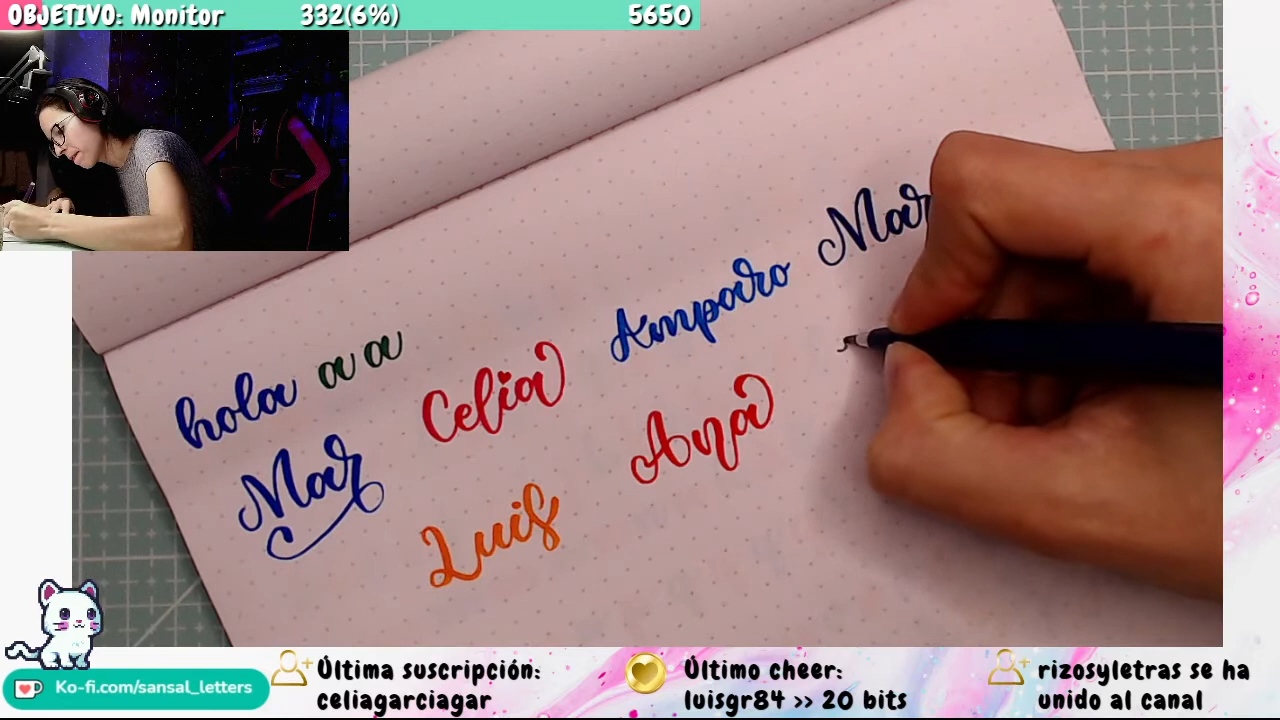 OBJETIVO: Monitor 332(6%) 5650
Mar
Amparo
hola a a
Celia
Ana
Mar
Luis
Última suscripción:
celiagarciagar
Último cheer:
luisgr84 >> 20 bits
rizosyletras se ha
unido al canal
Ko-fi.com/sansal_letters